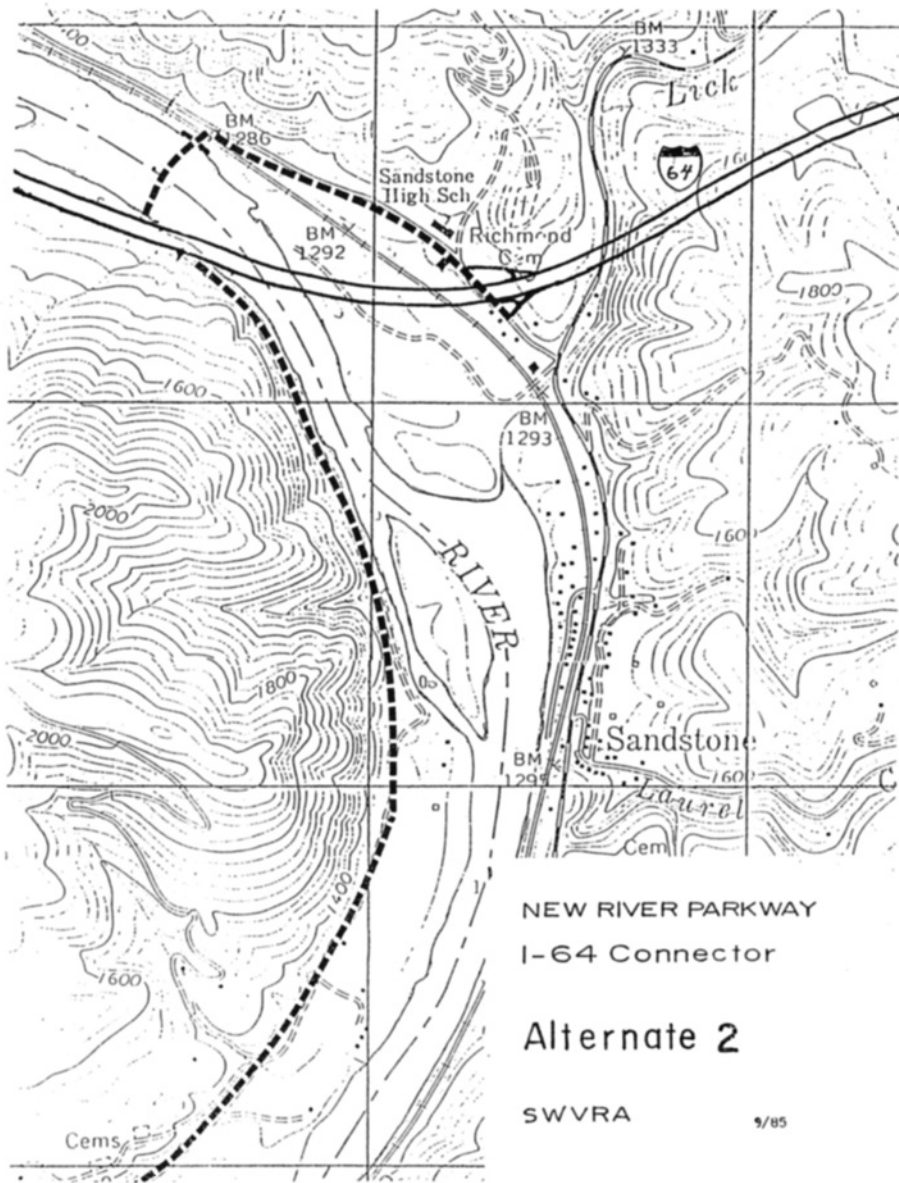 BM
1333
Lick
64
BM
1286
Sandstone
High Sch
Richmond
Cem
BM
1292
1800
1600
BM
1293
2000
RIVER
1600
1800
2000
Sandstone
BM
1295
1600
Laurel
Cem
1400
1600
Cems
NEW RIVER PARKWAY
I-64 Connector
Alternate 2
SWVRA
9/85